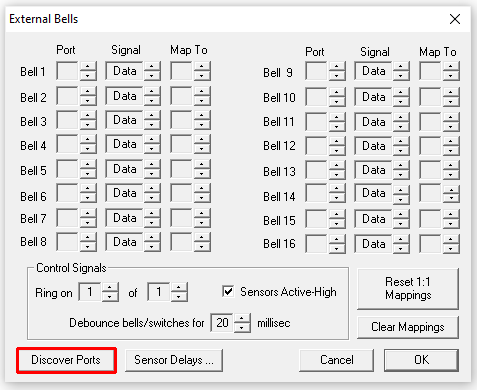 External Bells
Port Signal Map To Port Signal Map To
Bell 1 Data Bell 9 Data
Bell 2 Data Bell 10 Data
Bell 3 Data Bell 11 Data
Bell 4 Data Bell 12 Data
Bell 5 Data Bell 13 Data
Bell 6 Data Bell 14 Data
Bell 7 Data Bell 15 Data
Bell 8 Data Bell 16 Data
Control Signals
Ring on 1 of 1 Sensors Active-High
Debounce bells/switches for 20 millisec
Reset 1:1
Mappings
Clear Mappings
Discover Ports Sensor Delays ... Cancel OK